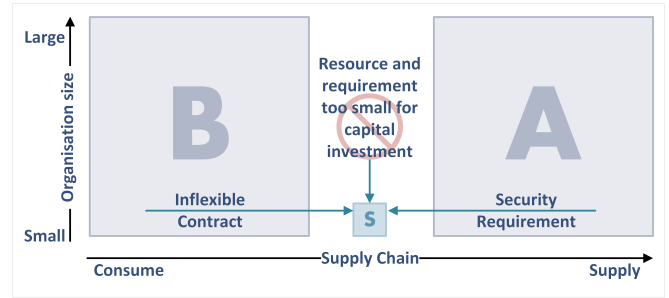 Large
Organisation size
Small
B
Inflexible
Contract
Resource and
requirement
too small for
capital
investment
S
A
Security
Requirement
Supply Chain
Consume
Supply